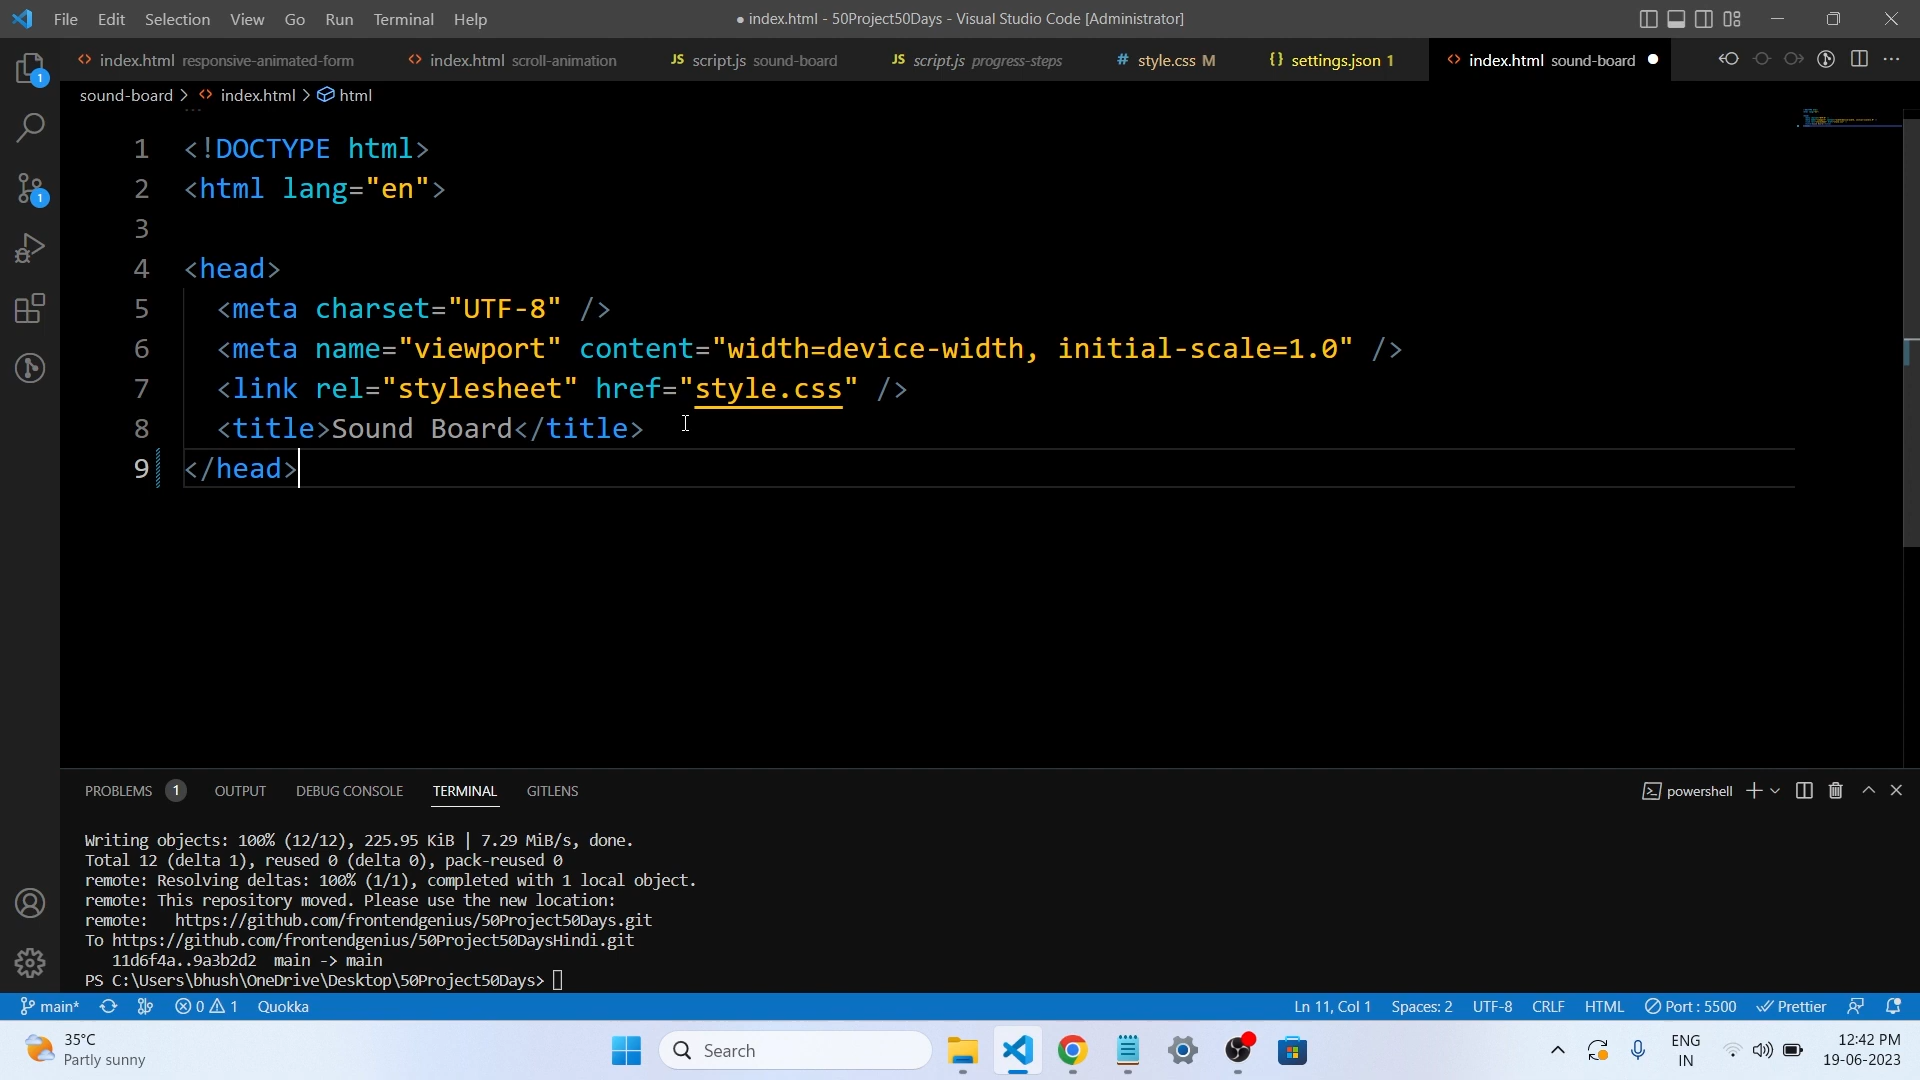 File Edit Selection View Go Run Terminal Help
● index.html - 50Project50Days - Visual Studio Code [Administrator]
index.html responsive-animated-form
index.html scroll-animation
JS script.js sound-board
JS script.js progress-steps
# style.css M
{} settings.json 1
index.html sound-board
sound-board > index.html > html
1 <!DOCTYPE html>
2 <html lang="en">
3
4 <head>
5 <meta charset="UTF-8" />
6 <meta name="viewport" content="width=device-width, initial-scale=1.0" />
7 <link rel="stylesheet" href="style.css" />
8 <title>Sound Board</title>
9 </head>
1
1
PROBLEMS 1 OUTPUT DEBUG CONSOLE TERMINAL GITLENS
powershell
Writing objects: 100% (12/12), 225.95 KiB | 7.29 MiB/s, done.
Total 12 (delta 1), reused 0 (delta 0), pack-reused 0
remote: Resolving deltas: 100% (1/1), completed with 1 local object.
remote: This repository moved. Please use the new location:
remote:   https://github.com/frontendgenius/50Project50Days.git
To https://github.com/frontendgenius/50Project50DaysHindi.git
   11d6f4a..9a3b2d2  main -> main
PS C:\Users\bhush\OneDrive\Desktop\50Project50Days>
main* 0 1 Quokka
Ln 11, Col 1 Spaces: 2 UTF-8 CRLF HTML Port : 5500 Prettier
35°C
Partly sunny
Search
ENG
IN
12:42 PM
19-06-2023